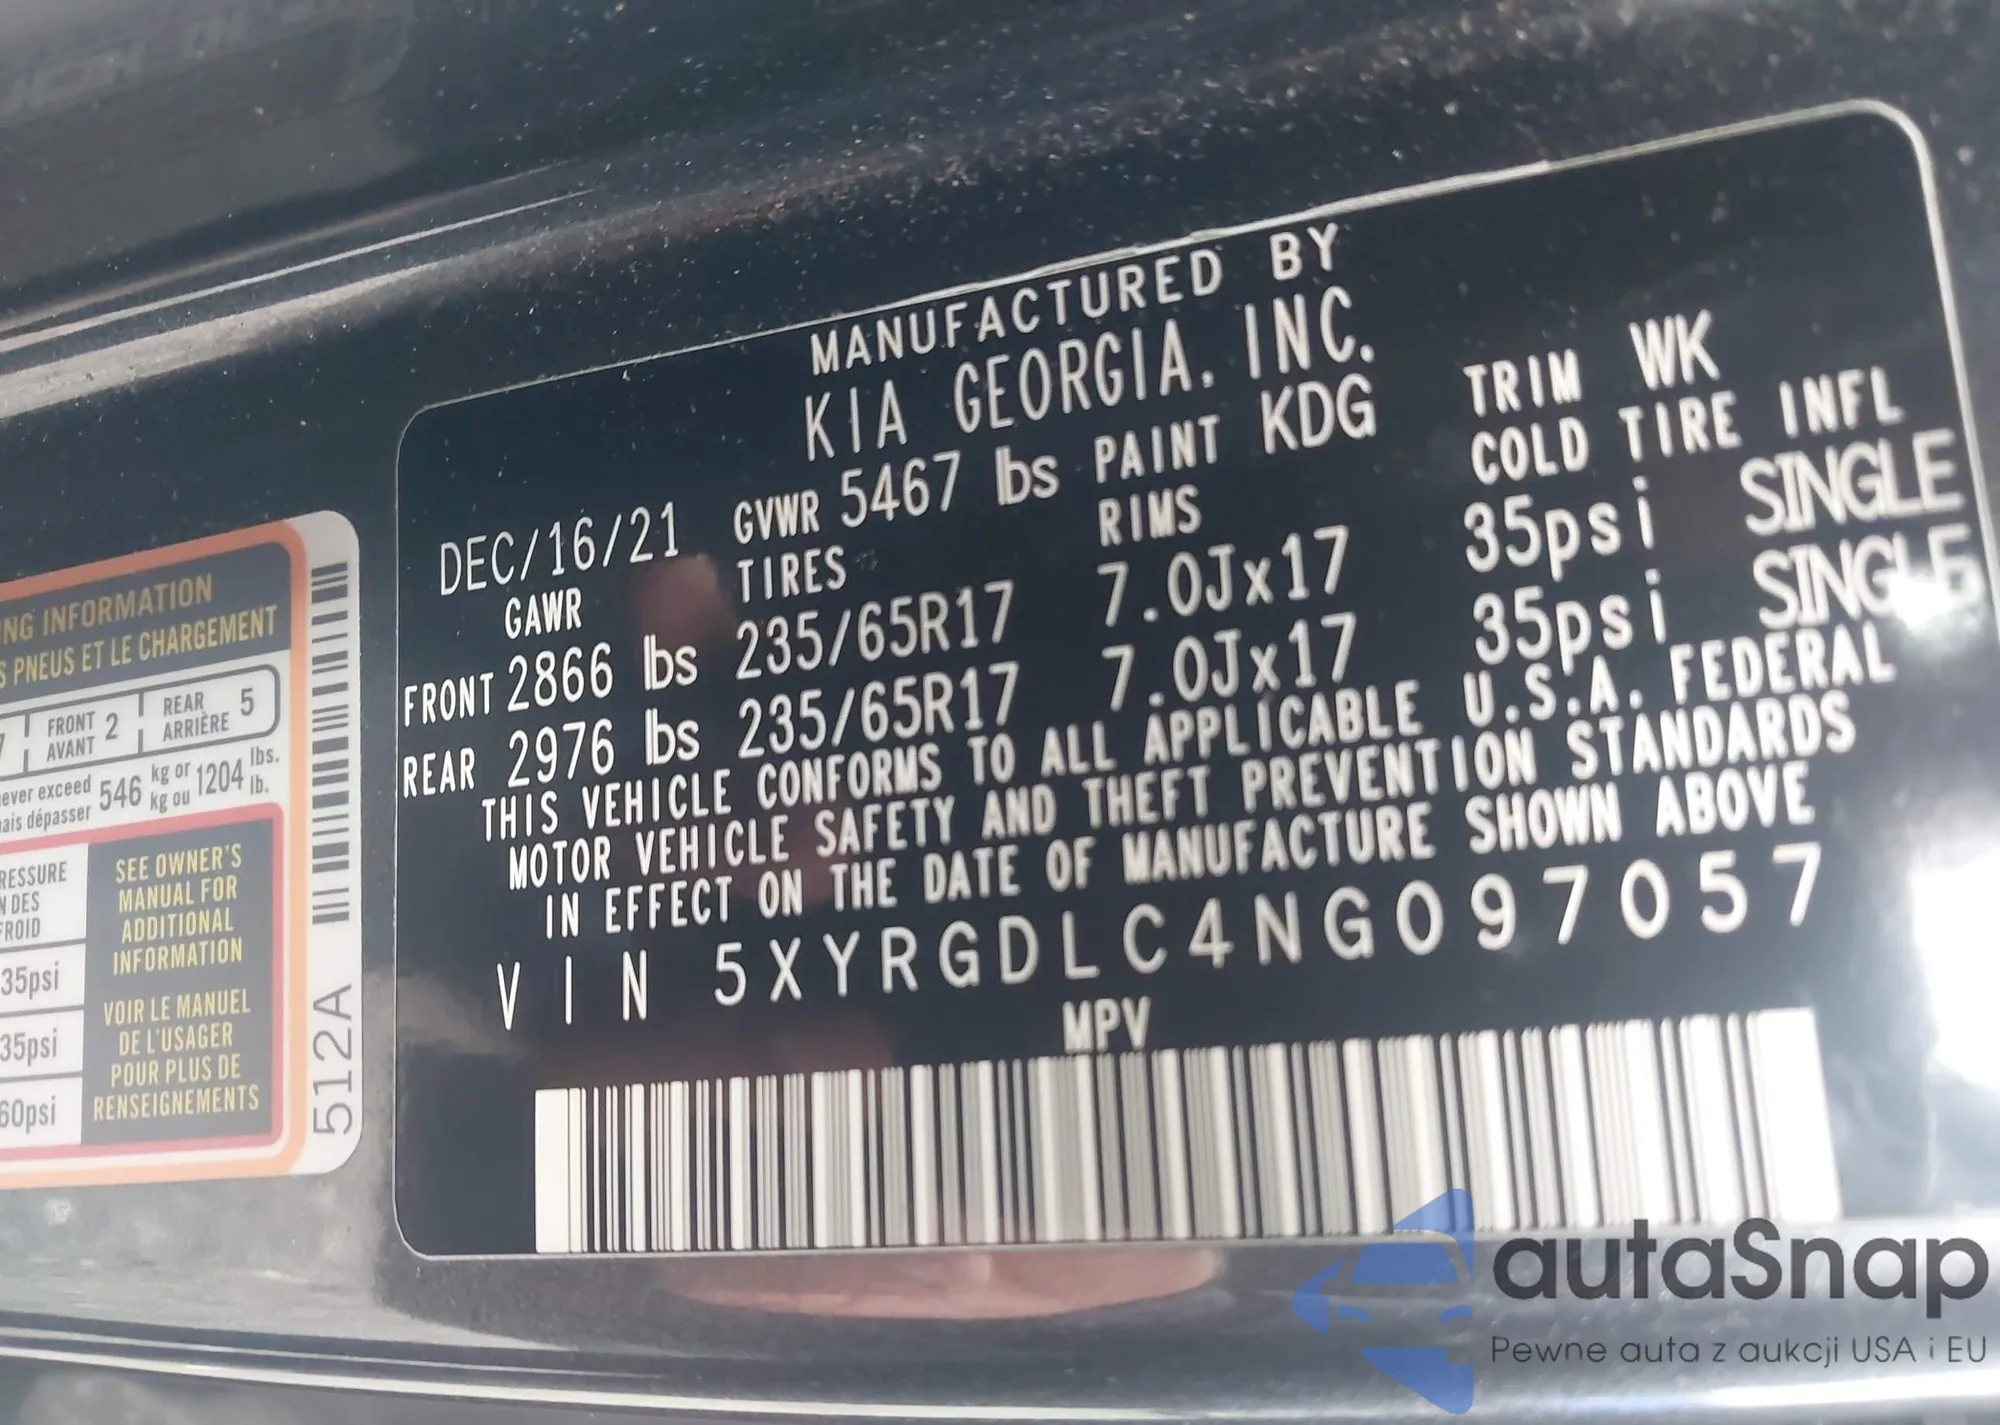 MANUFACTURED BY
KIA GEORGIA, INC.
DEC/16/21 GVWR 5467 lbs PAINT KDG TRIM WK
GAWR TIRES RIMS COLD TIRE INFL
FRONT 2866 lbs 235/65R17 7.0Jx17 35psi SINGLE
REAR 2976 lbs 235/65R17 7.0Jx17 35psi SINGLE
THIS VEHICLE CONFORMS TO ALL APPLICABLE U.S.A. FEDERAL
MOTOR VEHICLE SAFETY AND THEFT PREVENTION STANDARDS
IN EFFECT ON THE DATE OF MANUFACTURE SHOWN ABOVE
VIN 5XYRGDLC4NG097057
MPV
INFORMATION
PNEUS ET LE CHARGEMENT
FRONT AVANT 2 REAR ARRIÈRE 5
exceed 546 kg or 1204 lbs.
dépasser kg ou lb.
DES
35psi
35psi
60psi
SEE OWNER'S
MANUAL FOR
ADDITIONAL
INFORMATION
VOIR LE MANUEL
DE L'USAGER
POUR PLUS DE
RENSEIGNEMENTS
512A
autaSnap
Pewne auta z aukcji USA i EU